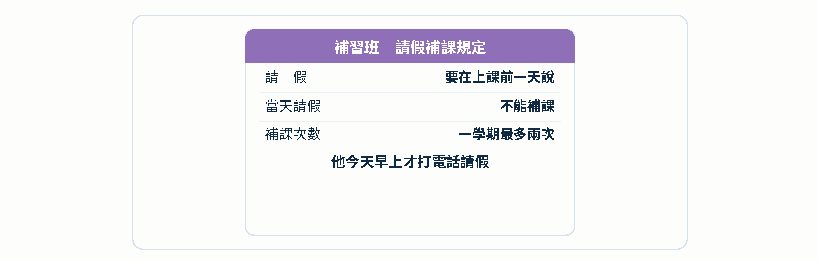 補習班　請假補課規定
請　假　要在上課前一天說
當天請假　不能補課
補課次數　一學期最多兩次
他今天早上才打電話請假